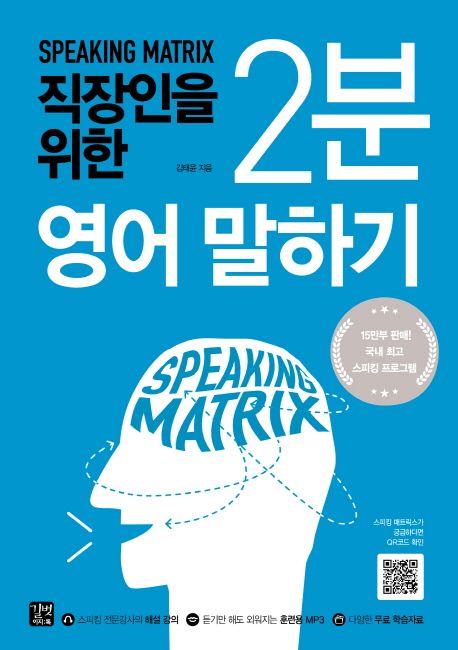 SPEAKING MATRIX
직장인을
위한
김태윤 지음
2분
영어 말하기
15만부 판매!
국내 최고
스피킹 프로그램
SPEAKING
MATRIX
스피킹 매트릭스가
궁금하다면
QR코드 확인
길벗
이지:톡
스피킹 전문강사의 해설 강의
듣기만 해도 외워지는 훈련용 MP3
다양한 무료 학습자료